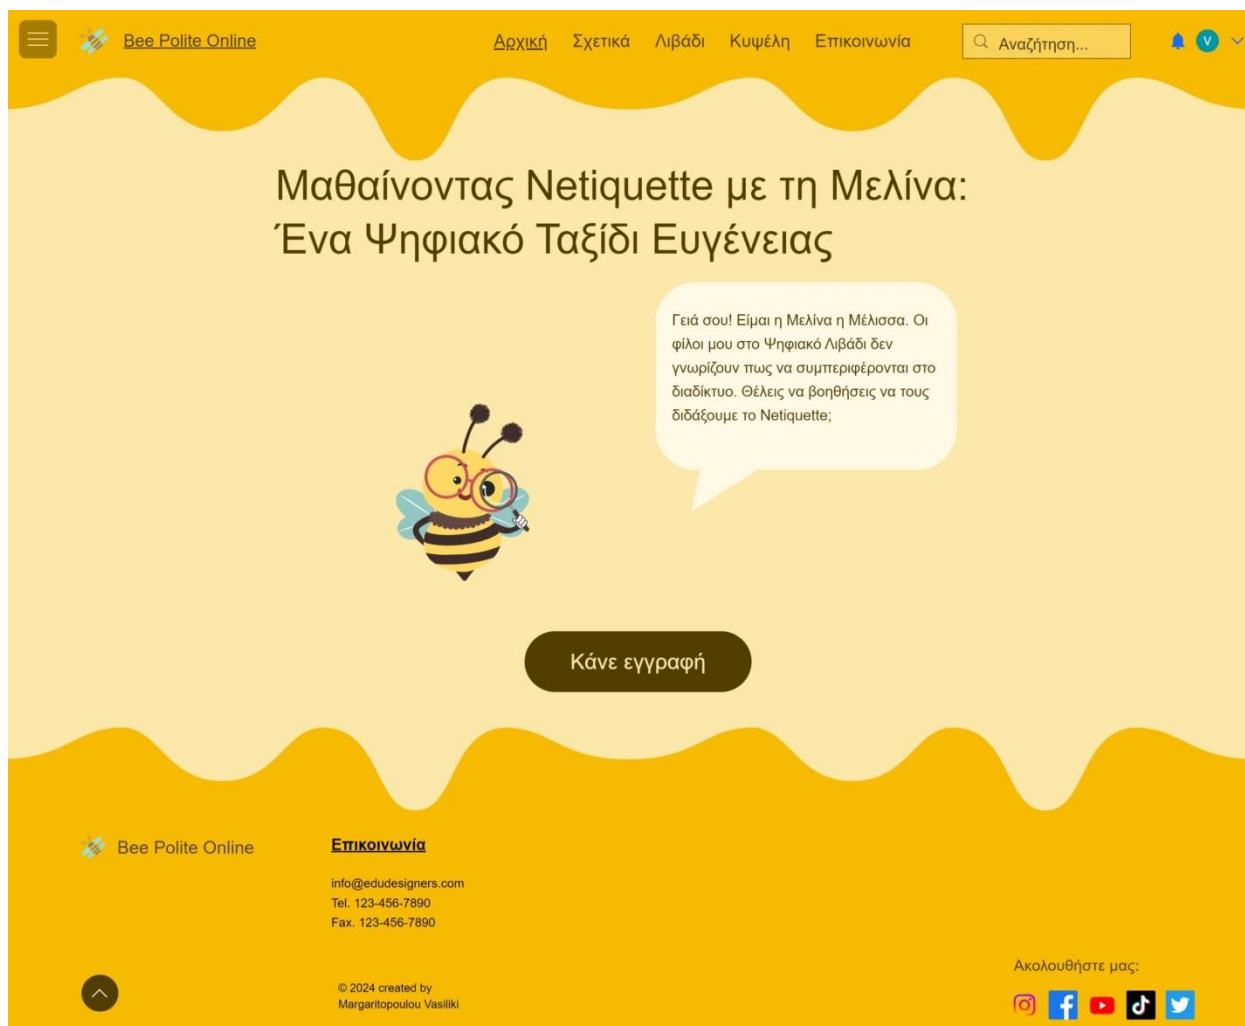 Bee Polite Online
Αρχική Σχετικά Λιβάδι Κυψέλη Επικοινωνία
Αναζήτηση...
V
Μαθαίνοντας Netiquette με τη Μελίνα:
Ένα Ψηφιακό Ταξίδι Ευγένειας
Γειά σου! Είμαι η Μελίνα η Μέλισσα. Οι
φίλοι μου στο Ψηφιακό Λιβάδι δεν
γνωρίζουν πως να συμπεριφέρονται στο
διαδίκτυο. Θέλεις να βοηθήσεις να τους
διδάξουμε το Netiquette;
Κάνε εγγραφή
Bee Polite Online
Επικοινωνία
info@edudesigners.com
Tel. 123-456-7890
Fax. 123-456-7890
© 2024 created by
Margaritopoulou Vasiliki
Ακολουθήστε μας: